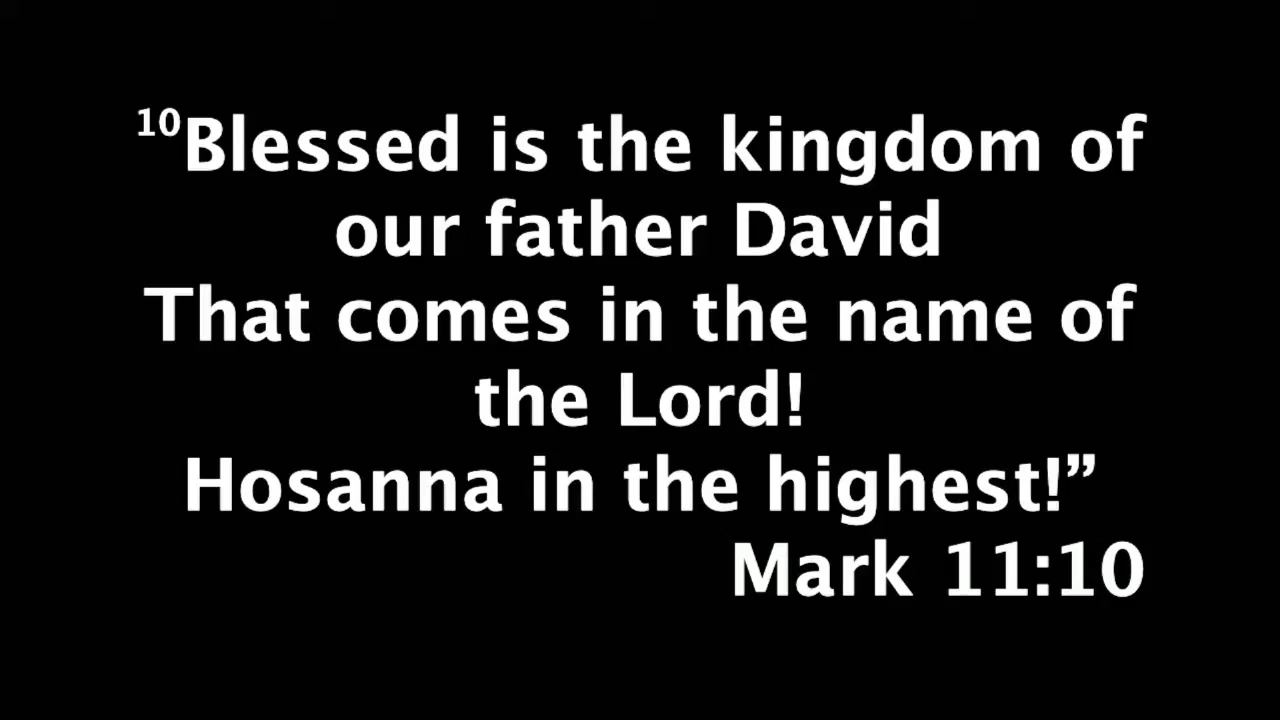 ¹⁰Blessed is the kingdom of
our father David
That comes in the name of
the Lord!
Hosanna in the highest!”
Mark 11:10